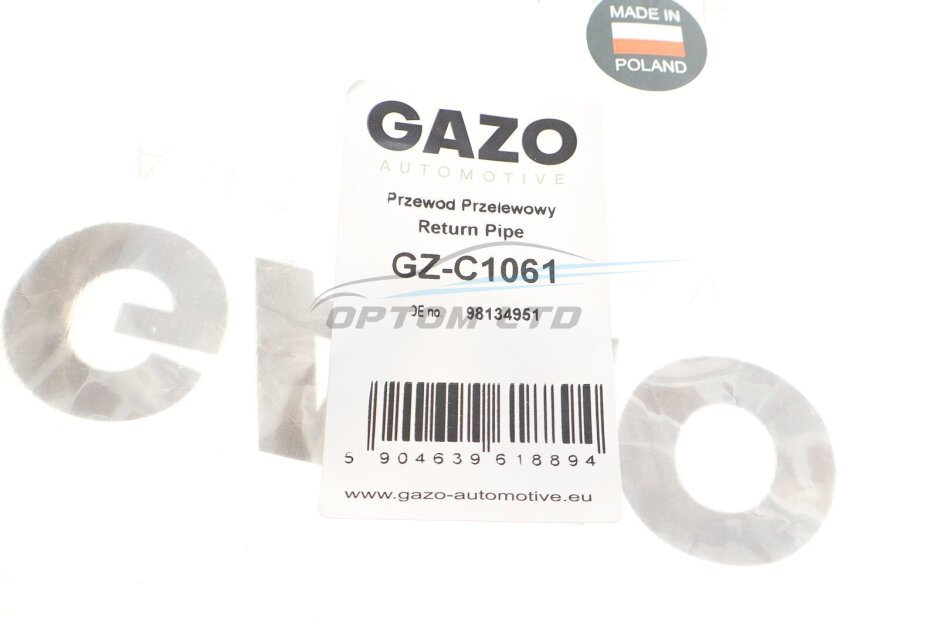 MADE IN
POLAND
GAZO
AUTOMOTIVE
Przewod Przelewowy
Return Pipe
GZ-C1061
OE no. 98134951
OPTOM LTD
5 904639 618894
www.gazo-automotive.eu